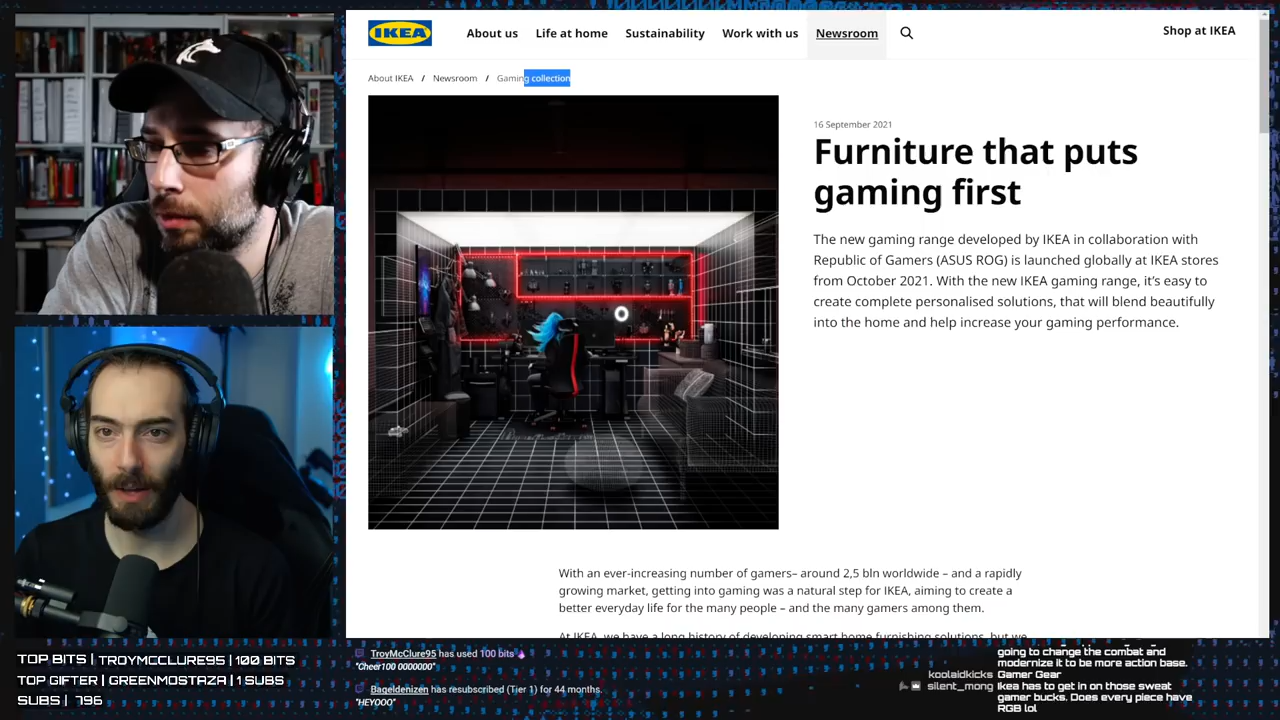 IKEA
About us Life at home Sustainability Work with us Newsroom
Shop at IKEA
About IKEA / Newsroom / Gaming collection
16 September 2021
Furniture that puts
gaming first
The new gaming range developed by IKEA in collaboration with
Republic of Gamers (ASUS ROG) is launched globally at IKEA stores
from October 2021. With the new IKEA gaming range, it's easy to
create complete personalised solutions, that will blend beautifully
into the home and help increase your gaming performance.
With an ever-increasing number of gamers– around 2,5 bln worldwide – and a rapidly
growing market, getting into gaming was a natural step for IKEA, aiming to create a
better everyday life for the many people – and the many gamers among them.
At IKEA, we have a long history of developing smart home furnishing solutions, but we
TOP BITS | TROYMCCLURE95 | 100 BITS
TOP GIFTER | GREENMOSTAZA | 1 SUBS
SUBS | 796
TroyMcClure95 has used 100 bits
"Cheer100 0000000"
Bageldenizen has resubscribed (Tier 1) for 44 months.
"HEYOOO"
going to change the combat and
modernize it to be more action base.
koolaidkicks Gamer Gear
silent_mong Ikea has to get in on those sweat
gamer bucks. Does every piece have
RGB lol